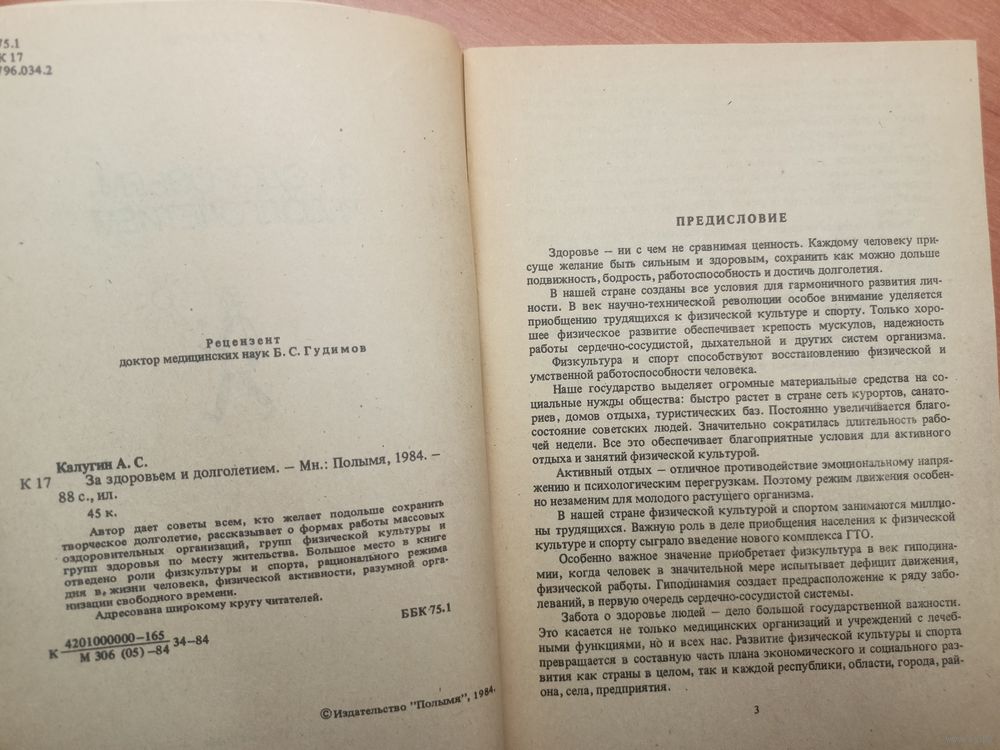 75.1
К 17
796.034.2
Рецензент
доктор медицинских наук Б. С. Гудимов
Калугин А. С.
К 17 За здоровьем и долголетием. – Мн.: Полымя, 1984. –
88 с., ил.
45 к.
Автор дает советы всем, кто желает подольше сохранить
творческое долголетие, рассказывает о формах работы массовых
оздоровительных организаций, групп физической культуры и
групп здоровья по месту жительства. Большое место в книге
отведено роли физкультуры и спорта, рационального режима
дня в жизни человека, физической активности, разумной орга-
низации свободного времени.
Адресована широкому кругу читателей.
К 4201000000–165 34–84
М 306 (05) –84
ББК 75.1
© Издательство "Полымя", 1984.
ПРЕДИСЛОВИЕ
Здоровье – ни с чем не сравнимая ценность. Каждому человеку при-
суще желание быть сильным и здоровым, сохранить как можно дольше
подвижность, бодрость, работоспособность и достичь долголетия.
В нашей стране созданы все условия для гармоничного развития лич-
ности. В век научно-технической революции особое внимание уделяется
приобщению трудящихся к физической культуре и спорту. Только хоро-
шее физическое развитие обеспечивает крепость мускулов, надежность
работы сердечно-сосудистой, дыхательной и других систем организма.
Физкультура и спорт способствуют восстановлению физической и
умственной работоспособности человека.
Наше государство выделяет огромные материальные средства на со-
циальные нужды общества: быстро растет в стране сеть курортов, санато-
риев, домов отдыха, туристических баз. Постоянно увеличивается благо-
состояние советских людей. Значительно сократилась длительность рабо-
чей недели. Все это обеспечивает благоприятные условия для активного
отдыха и занятий физической культурой.
Активный отдых – отличное противодействие эмоциональному напря-
жению и психологическим перегрузкам. Поэтому режим движения особен-
но незаменим для молодого растущего организма.
В нашей стране физической культурой и спортом занимаются миллио-
ны трудящихся. Важную роль в деле приобщения населения к физической
культуре и спорту сыграло введение нового комплекса ГТО.
Особенно важное значение приобретает физкультура в век гиподина-
мии, когда человек в значительной мере испытывает дефицит движения,
физической работы. Гиподинамия создает предрасположение к ряду забо-
леваний, в первую очередь сердечно-сосудистой системы.
Забота о здоровье людей – дело большой государственной важности.
Это касается не только медицинских организаций и учреждений с лечеб-
ными функциями, но и всех нас. Развитие физической культуры и спорта
превращается в составную часть плана экономического и социального раз-
вития как страны в целом, так и каждой республики, области, города, рай-
она, села, предприятия.
3